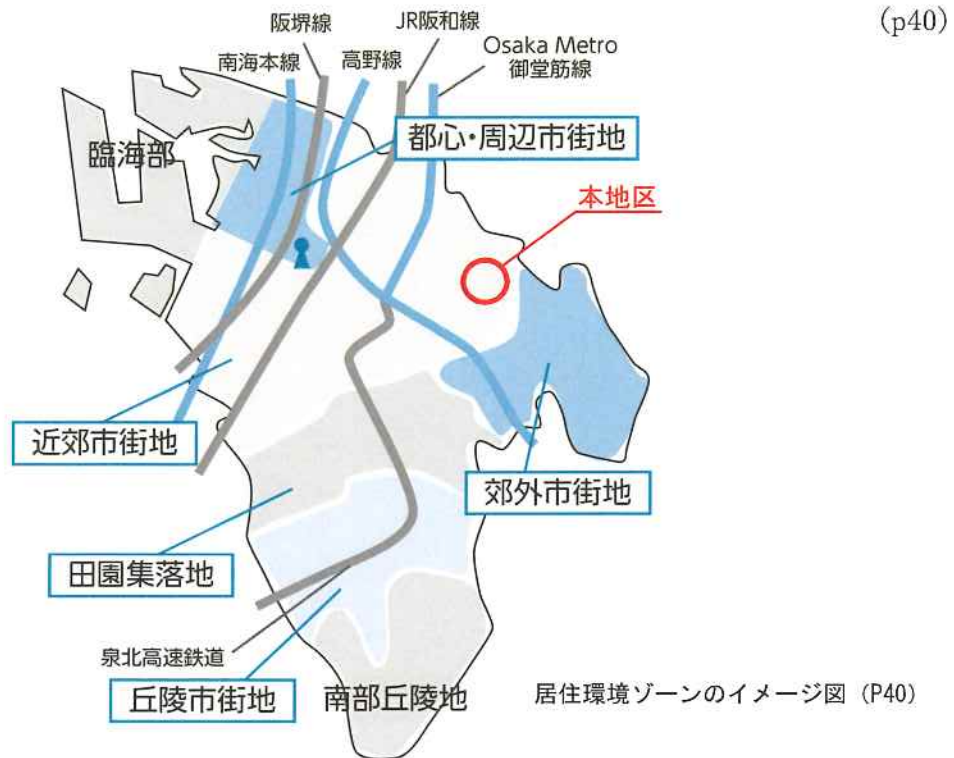 (p40)
阪堺線
JR阪和線
南海本線
高野線
Osaka Metro
御堂筋線
臨海部
都心・周辺市街地
本地区
近郊市街地
郊外市街地
田園集落地
泉北高速鉄道
丘陵市街地
南部丘陵地
居住環境ゾーンのイメージ図（P40）